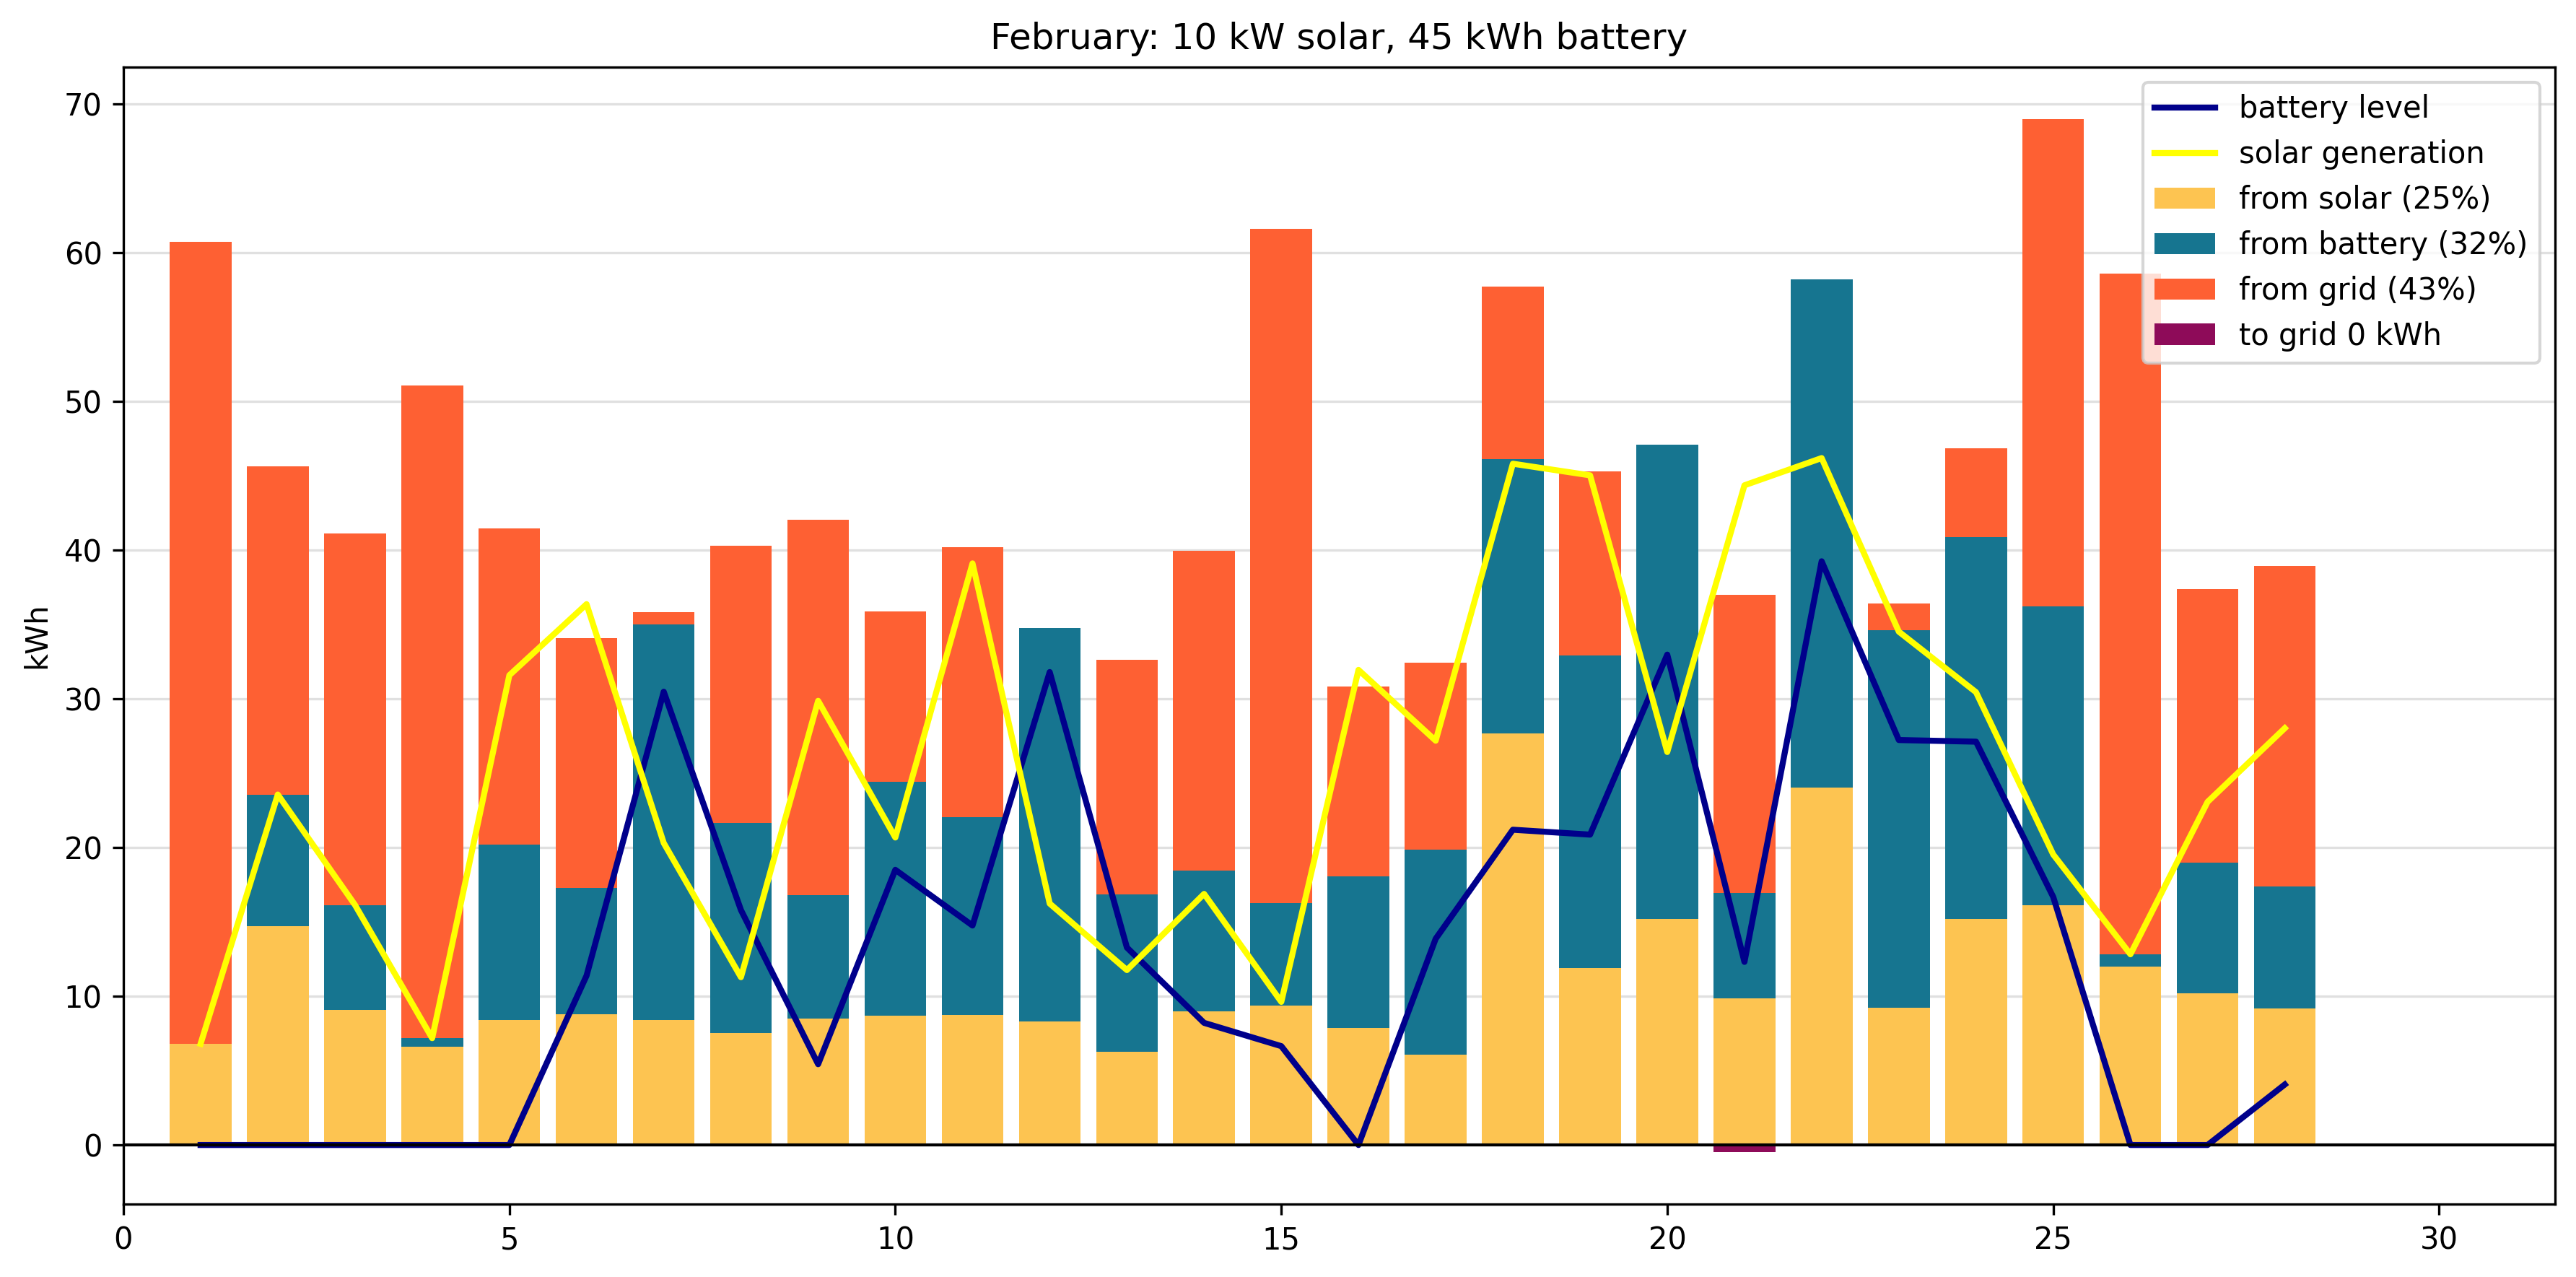 February: 10 kW solar, 45 kWh battery
kWh
70
60
50
40
30
20
10
0
battery level
solar generation
from solar (25%)
from battery (32%)
from grid (43%)
to grid 0 kWh
0 5 10 15 20 25 30